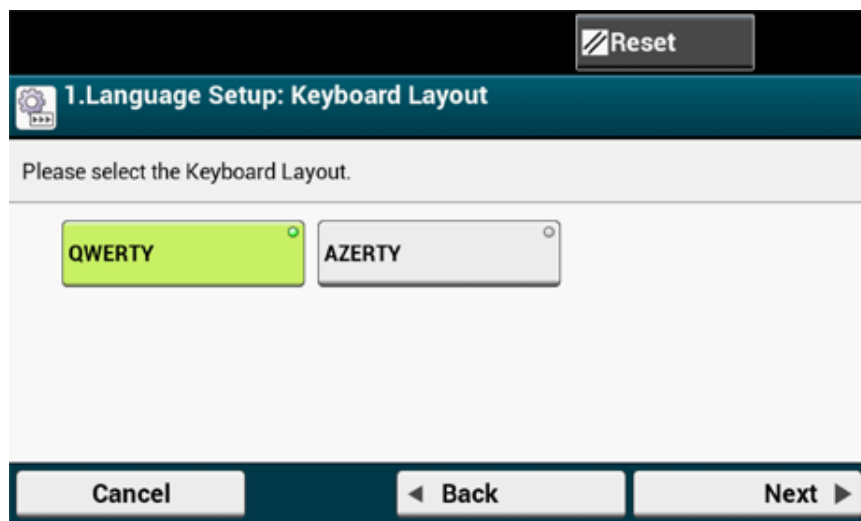 Reset
1.Language Setup: Keyboard Layout
Please select the Keyboard Layout.
QWERTY AZERTY
Cancel Back Next